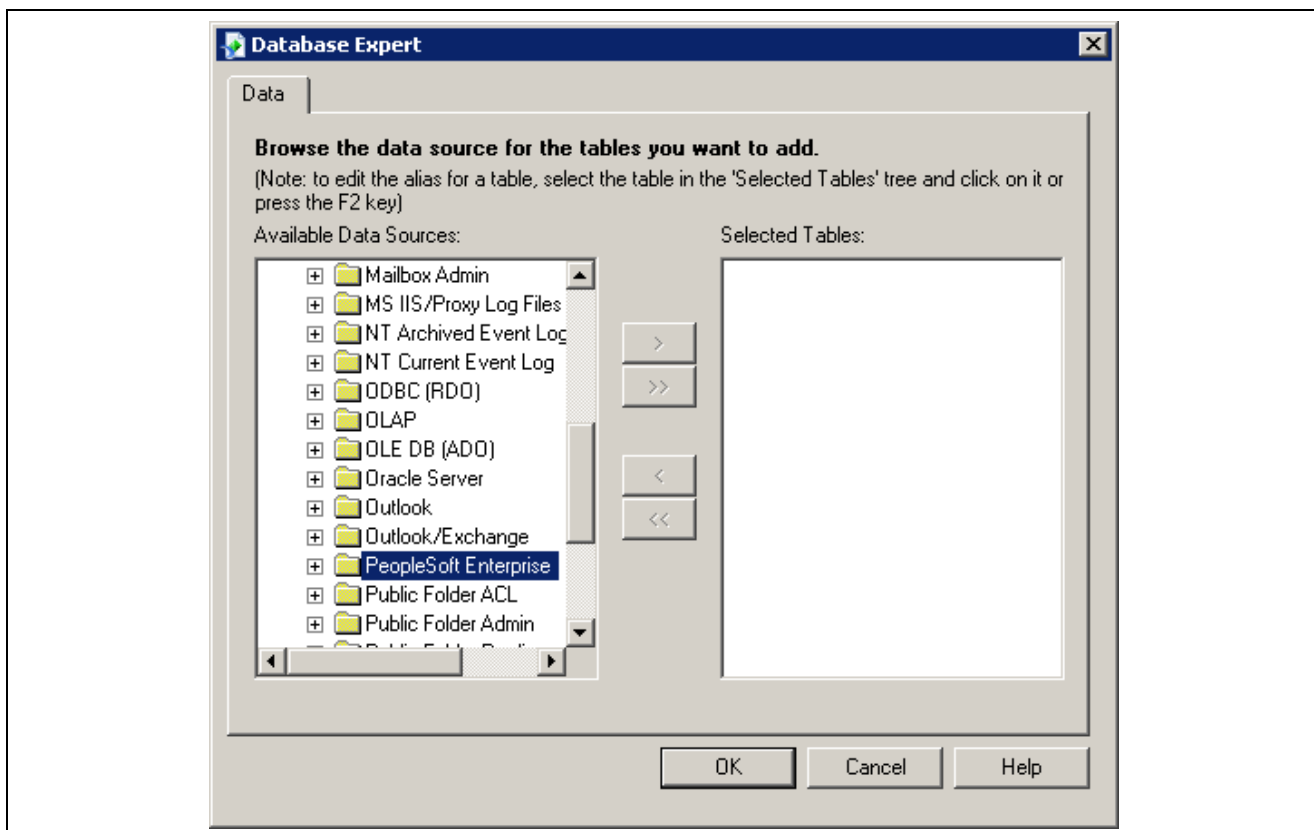 Database Expert
Data
Browse the data source for the tables you want to add.
(Note: to edit the alias for a table, select the table in the 'Selected Tables' tree and click on it or
press the F2 key)
Available Data Sources:
Selected Tables:
Mailbox Admin
MS IIS/Proxy Log Files
NT Archived Event Log
NT Current Event Log
ODBC (RDO)
OLAP
OLE DB (ADO)
Oracle Server
Outlook
Outlook/Exchange
PeopleSoft Enterprise
Public Folder ACL
Public Folder Admin
>
>>
<
<<
OK
Cancel
Help